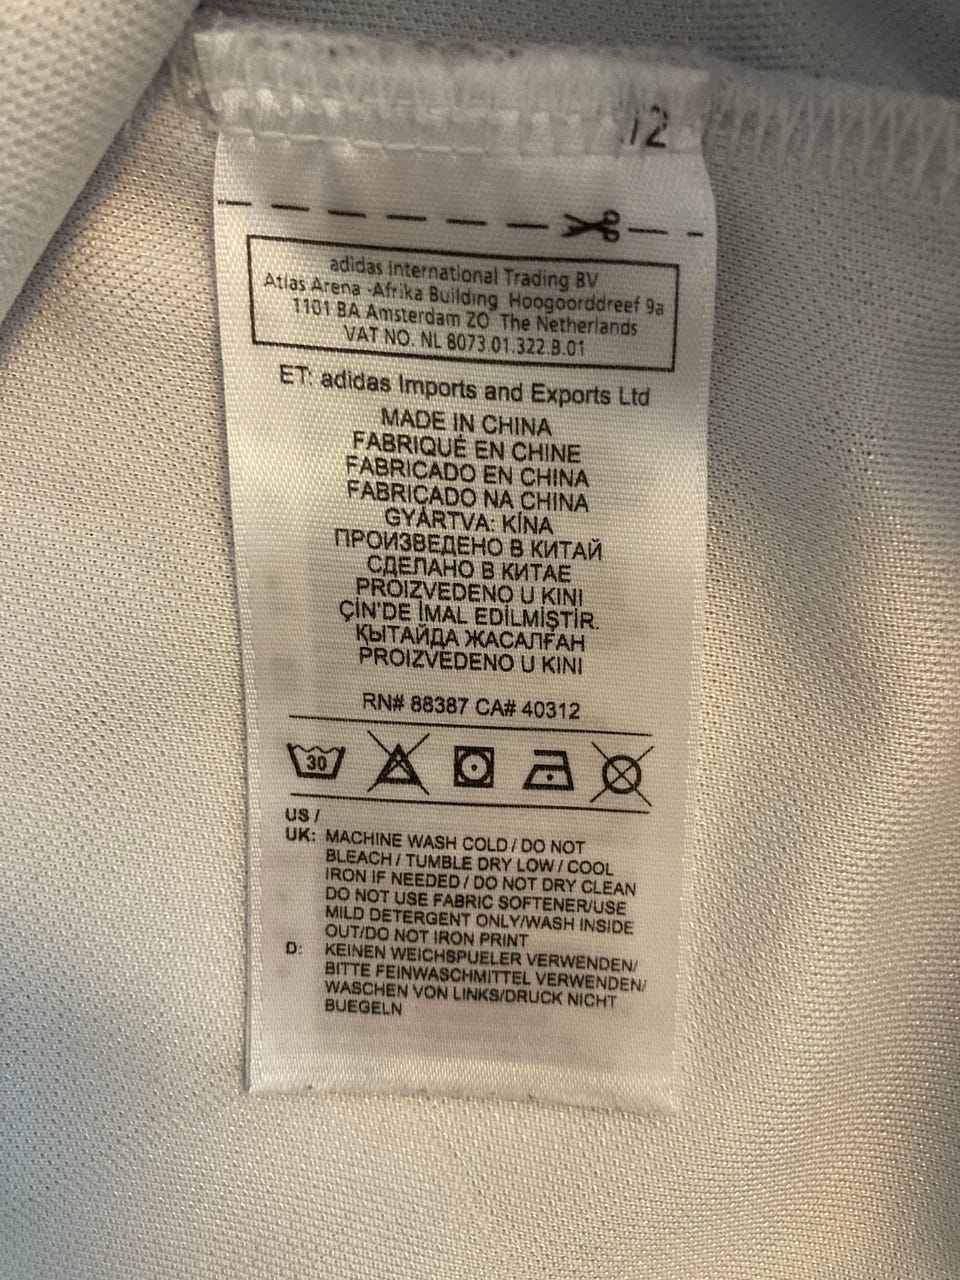 12
adidas International Trading BV
Atlas Arena -Afrika Building Hoogoorddreef 9a
1101 BA Amsterdam ZO The Netherlands
VAT NO. NL 8073.01.322.B.01
ET: adidas Imports and Exports Ltd
MADE IN CHINA
FABRIQUÉ EN CHINE
FABRICADO EN CHINA
FABRICADO NA CHINA
GYÁRTVA: KÍNA
ПРОИЗВЕДЕНО В КИТАЙ
СДЕЛАНО В КИТАЕ
PROIZVEDENO U KINI
ÇİN'DE İMAL EDİLMİŞTİR.
ҚЫТАЙДА ЖАСАЛҒАН
PROIZVEDENO U KINI
RN# 88387 CA# 40312
30
US /
UK: MACHINE WASH COLD / DO NOT
BLEACH / TUMBLE DRY LOW / COOL
IRON IF NEEDED / DO NOT DRY CLEAN
DO NOT USE FABRIC SOFTENER/USE
MILD DETERGENT ONLY/WASH INSIDE
OUT/DO NOT IRON PRINT
D: KEINEN WEICHSPUELER VERWENDEN/
BITTE FEINWASCHMITTEL VERWENDEN/
WASCHEN VON LINKS/DRUCK NICHT
BUEGELN